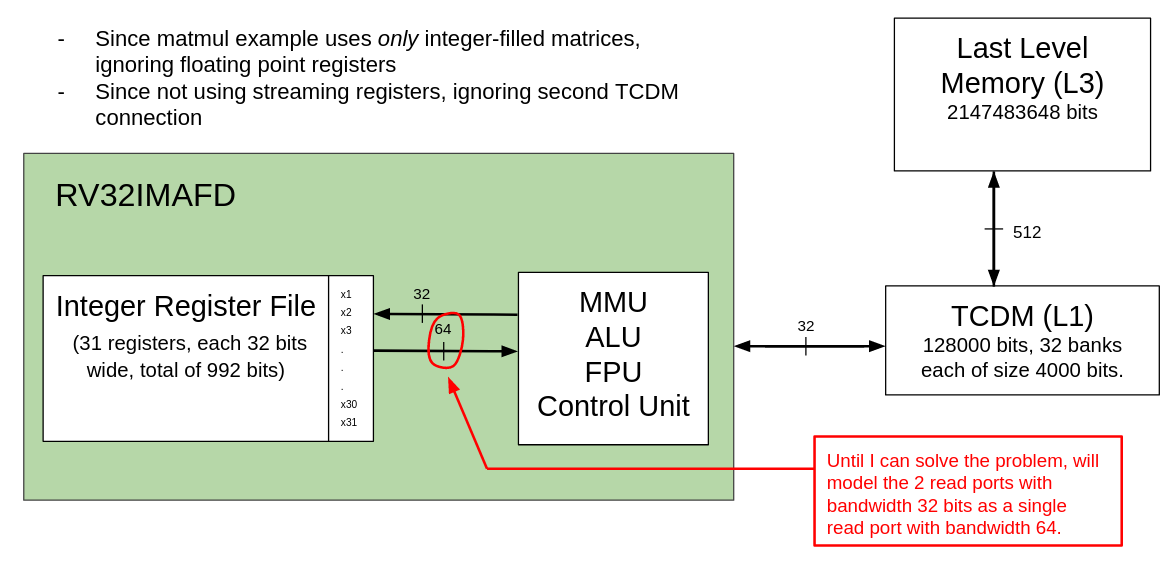 - Since matmul example uses only integer-filled matrices,
ignoring floating point registers
- Since not using streaming registers, ignoring second TCDM
connection
Last Level
Memory (L3)
2147483648 bits
512
RV32IMAFD
Integer Register File
(31 registers, each 32 bits
wide, total of 992 bits)
x1
x2
x3
.
.
.
x30
x31
32
64
MMU
ALU
FPU
Control Unit
32
TCDM (L1)
128000 bits, 32 banks
each of size 4000 bits.
Until I can solve the problem, will
model the 2 read ports with
bandwidth 32 bits as a single
read port with bandwidth 64.